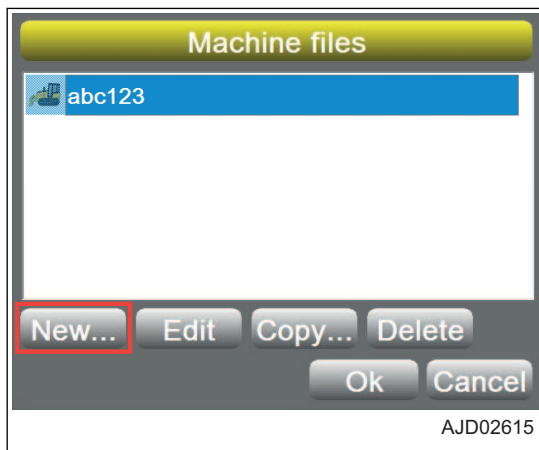 Machine files
abc123
New... Edit Copy... Delete
Ok Cancel
AJD02615